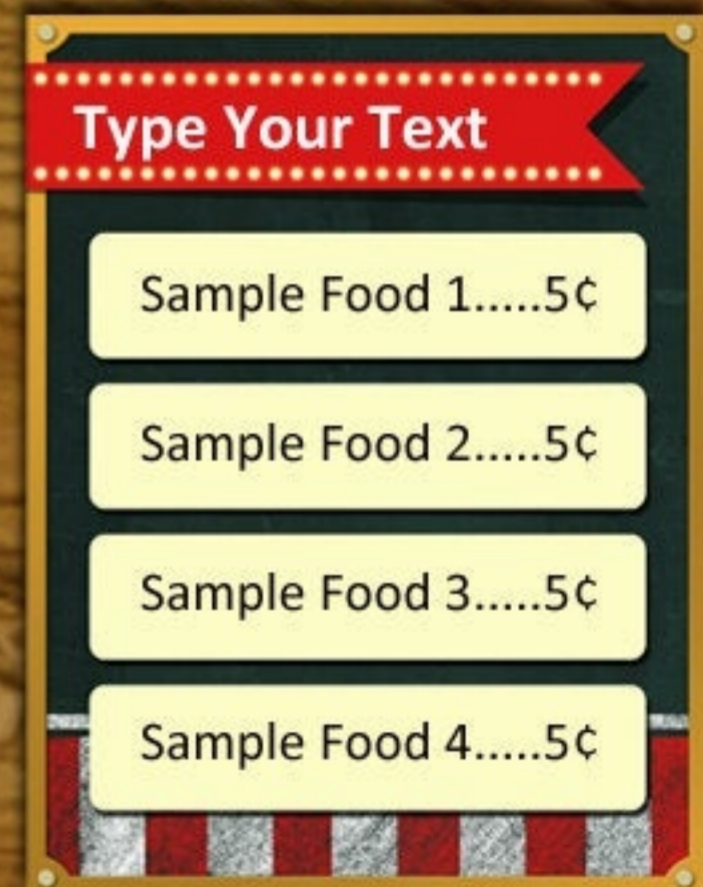 Type Your Text
Sample Food 1.....5¢
Sample Food 2.....5¢
Sample Food 3.....5¢
Sample Food 4.....5¢